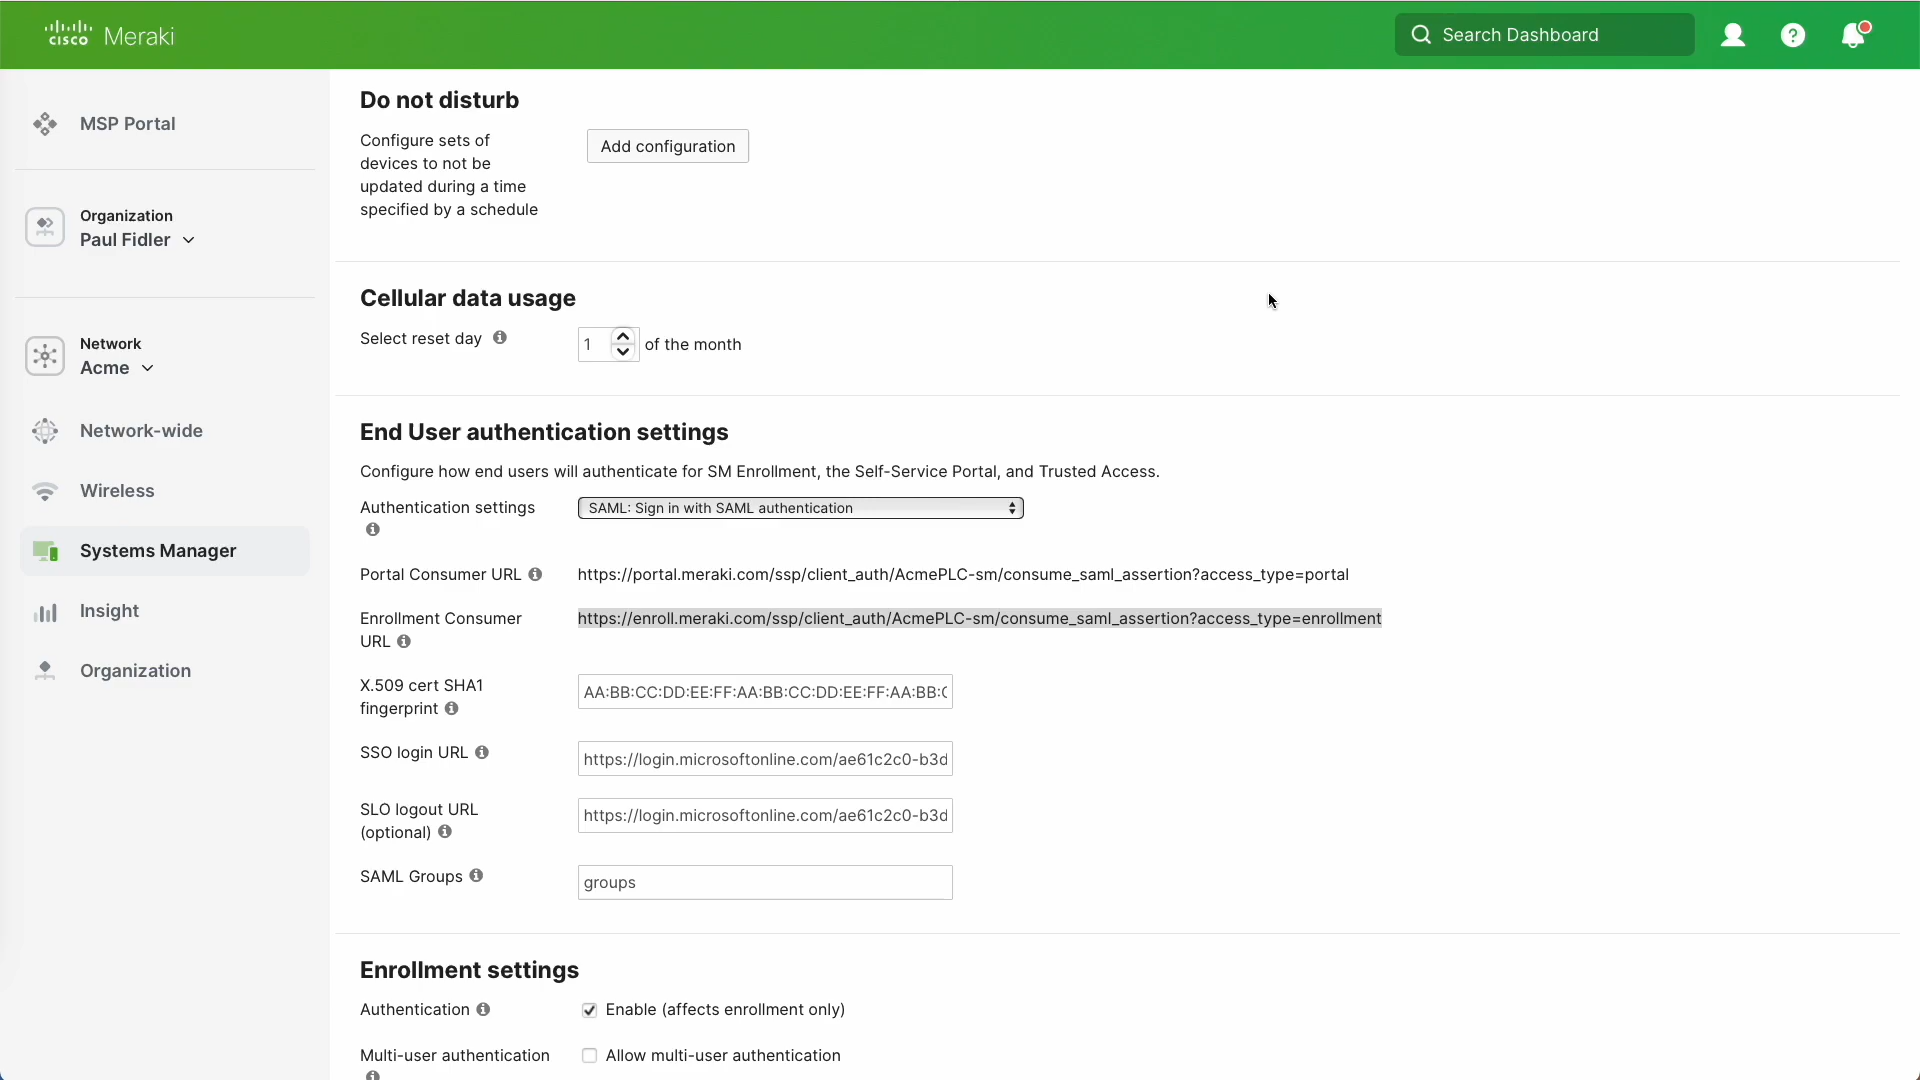 cisco Meraki
Search Dashboard
MSP Portal
Organization
Paul Fidler
Network
Acme
Network-wide
Wireless
Systems Manager
Insight
Organization
Do not disturb
Configure sets of
devices to not be
updated during a time
specified by a schedule
Add configuration
Cellular data usage
Select reset day
1 of the month
End User authentication settings
Configure how end users will authenticate for SM Enrollment, the Self-Service Portal, and Trusted Access.
Authentication settings
SAML: Sign in with SAML authentication
Portal Consumer URL
https://portal.meraki.com/ssp/client_auth/AcmePLC-sm/consume_saml_assertion?access_type=portal
Enrollment Consumer
URL
https://enroll.meraki.com/ssp/client_auth/AcmePLC-sm/consume_saml_assertion?access_type=enrollment
X.509 cert SHA1
fingerprint
AA:BB:CC:DD:EE:FF:AA:BB:CC:DD:EE:FF:AA:BB:C
SSO login URL
https://login.microsoftonline.com/ae61c2c0-b3d
SLO logout URL
(optional)
https://login.microsoftonline.com/ae61c2c0-b3d
SAML Groups
groups
Enrollment settings
Authentication
Enable (affects enrollment only)
Multi-user authentication
Allow multi-user authentication